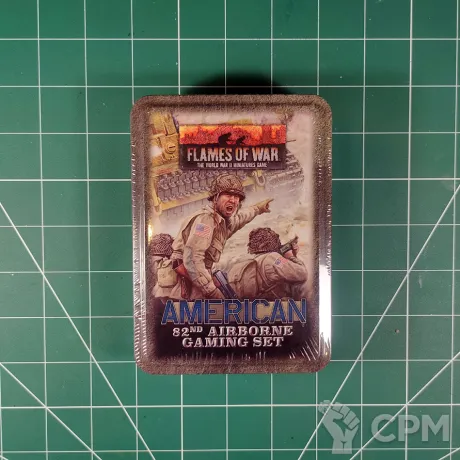 FLAMES OF WAR
THE WORLD WAR II MINIATURES GAME
AMERICAN
82ND AIRBORNE
GAMING SET
CPM